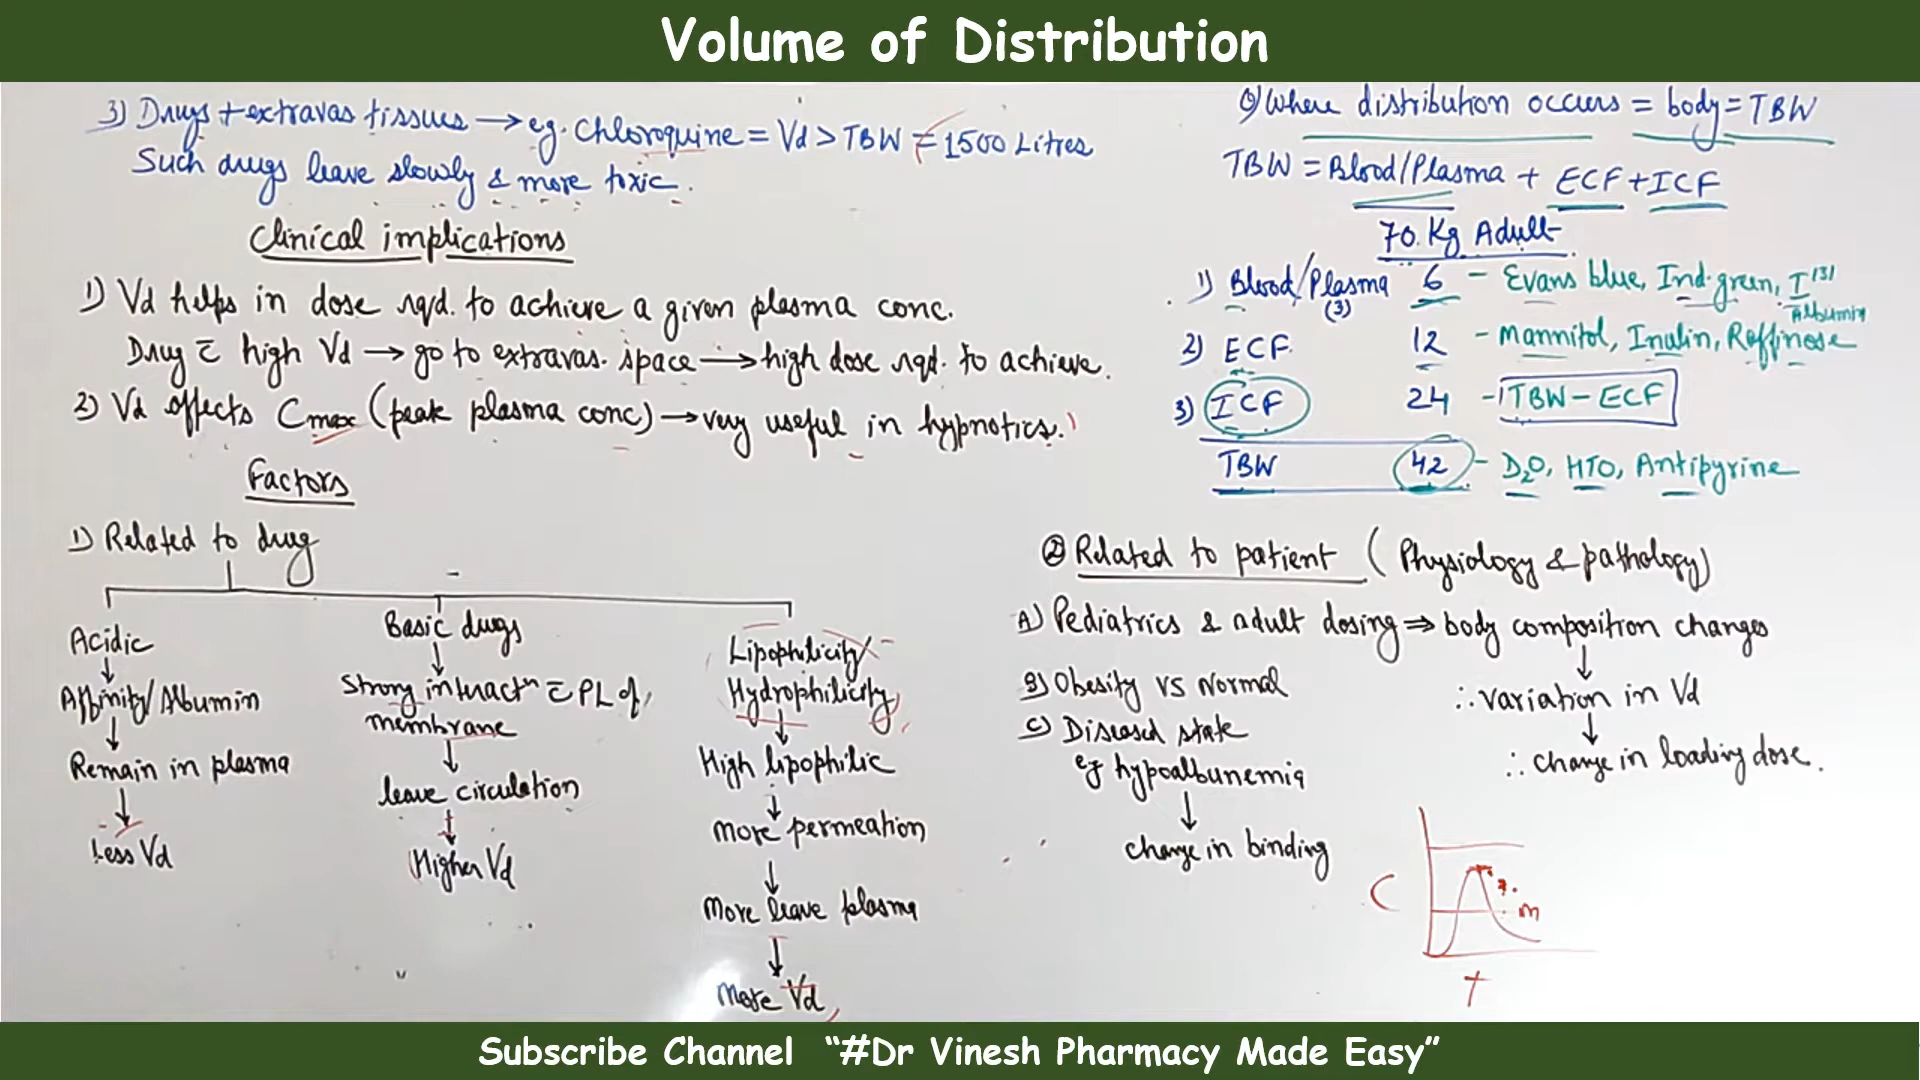 Volume of Distribution
3) Drugs + extravas tissues → eg. Chloroquine = Vd > TBW = 1500 Litres
Such drugs leave slowly & more toxic.
Clinical implications
1) Vd helps in dose rqd. to achieve a given plasma conc.
Drug c̄ high Vd → go to extravas. space → high dose rqd. to achieve.
2) Vd affects Cmax (peak plasma conc) → very useful in hypnotics.
Factors
1) Related to drug
Acidic
↓
Affinity/Albumin
↓
Remain in plasma
↓
Less Vd
Basic drugs
↓
Strong interactⁿ c̄ PL of
membrane
↓
leave circulation
↓
Higher Vd
Lipophilicity/
Hydrophilicity
↓
High lipophilic
↓
More permeation
↓
More leave plasma
↓
More Vd
Where distribution occurs = body = TBW
TBW = Blood/Plasma + ECF + ICF
70 Kg Adult
1) Blood/Plasma (3) 6 - Evans blue, Ind. green, I¹³¹ Albumin
2) ECF 12 - Mannitol, Inulin, Raffinose
3) ICF 24 - TBW - ECF
TBW 42 - D₂O, HTO, Antipyrine
② Related to patient (Physiology & pathology)
A) Pediatrics & adult dosing ⇒ body composition changes
↓
∴ variation in Vd
↓
∴ change in loading dose.
B) Obesity VS Normal
C) Diseased state
eg hypoalbunemia
↓
change in binding
C
m
T
Subscribe Channel “#Dr Vinesh Pharmacy Made Easy”